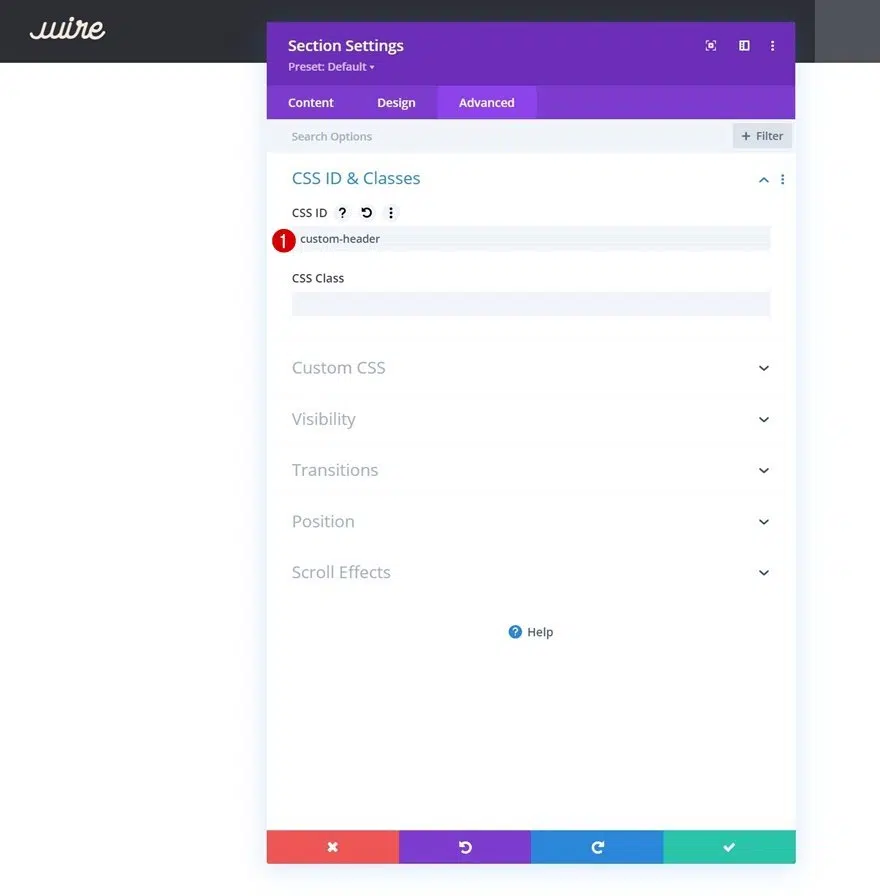 wire
Section Settings
Preset: Default
Content Design Advanced
Search Options + Filter
CSS ID & Classes
CSS ID ?
1 custom-header
CSS Class
Custom CSS
Visibility
Transitions
Position
Scroll Effects
? Help